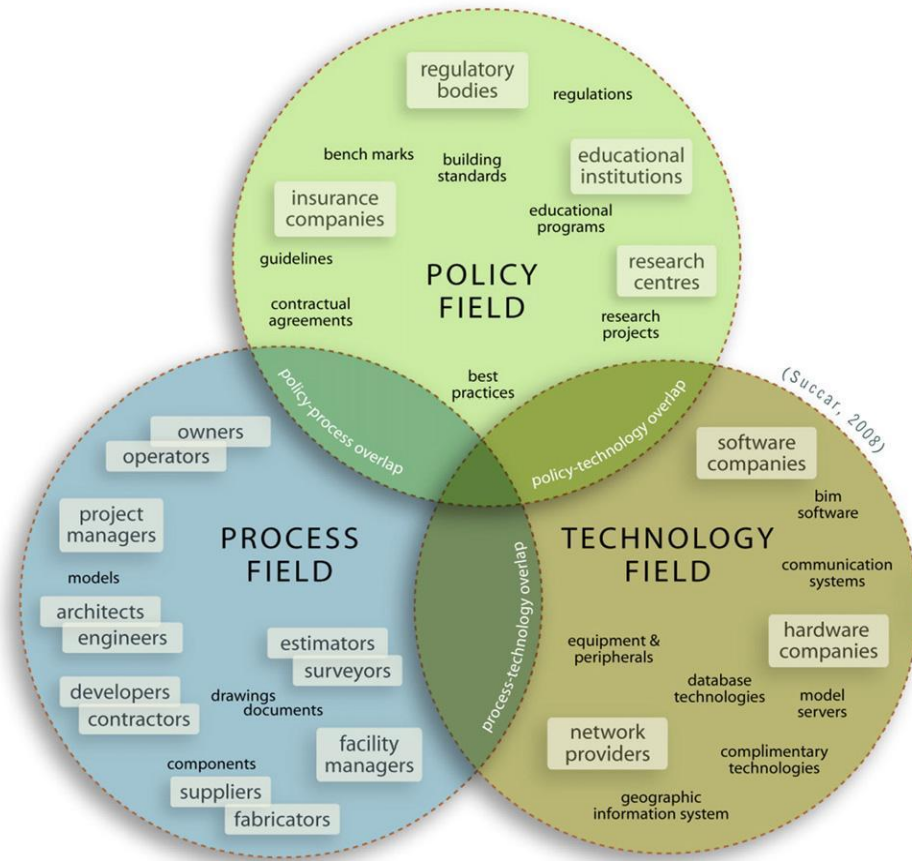 regulatory
bodies
regulations
bench marks
building
standards
educational
institutions
insurance
companies
educational
programs
guidelines
POLICY
FIELD
research
centres
contractual
agreements
research
projects
best
practices
policy-process overlap
policy-technology overlap
(Succar, 2008)
owners
operators
project
managers
PROCESS
FIELD
models
architects
engineers
estimators
surveyors
developers
contractors
drawings
documents
facility
managers
components
suppliers
fabricators
process-technology overlap
software
companies
bim
software
TECHNOLOGY
FIELD
communication
systems
equipment &
peripherals
hardware
companies
database
technologies
model
servers
network
providers
complimentary
technologies
geographic
information system